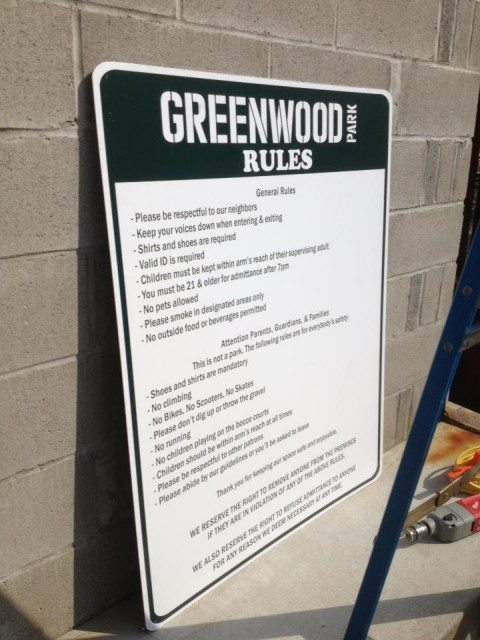 GREENWOOD PARK
RULES
General Rules
- Please be respectful to our neighbors
- Keep your voices down when entering & exiting
- Shirts and shoes are required
- Valid ID is required
- Children must be kept within arm's reach of their supervising adult
- You must be 21 & older for admittance after 7pm
- No pets allowed
- Please smoke in designated areas only
- No outside food or beverages permitted
Attention Parents, Guardians, & Families
This is not a park. The following rules are for everybody's safety:
- Shoes and shirts are mandatory
- No climbing
- No Bikes, No Scooters, No Skates
- Please don't dig up or throw the gravel
- No running
- No children playing on the bocce courts
- Children should be within arm's reach at all times
- Please be respectful to other patrons
- Please abide by our guidelines or you'll be asked to leave
Thank you for keeping our space safe and enjoyable.
WE RESERVE THE RIGHT TO REMOVE ANYONE FROM THE PREMISES
IF THEY ARE IN VIOLATION OF ANY OF THE ABOVE RULES.
WE ALSO RESERVE THE RIGHT TO REFUSE ADMITTANCE TO ANYONE
FOR ANY REASON WE DEEM NECESSARY AT ANY TIME.